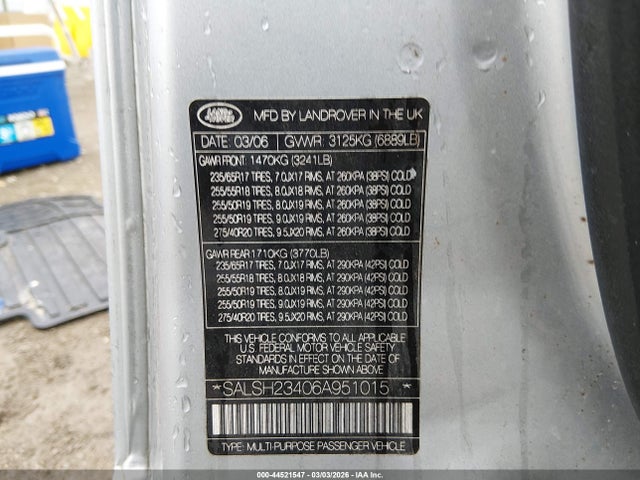 LAND ROVER
MFD BY LANDROVER IN THE UK
DATE: 03/06 GVWR: 3125KG (6889LB)
GAWR FRONT: 1470KG (3241LB)
235/65R17 TIRES, 7.0JX17 RIMS, AT 260KPA (38PSI) COLD
255/55R18 TIRES, 8.0JX18 RIMS, AT 260KPA (38PSI) COLD
255/50R19 TIRES, 8.0JX19 RIMS, AT 260KPA (38PSI) COLD
255/50R19 TIRES, 9.0JX19 RIMS, AT 260KPA (38PSI) COLD
275/40R20 TIRES, 9.5JX20 RIMS, AT 260KPA (38PSI) COLD
GAWR REAR 1710KG (3770LB)
235/65R17 TIRES, 7.0JX17 RIMS, AT 290KPA (42PSI) COLD
255/55R18 TIRES, 8.0JX18 RIMS, AT 290KPA (42PSI) COLD
255/50R19 TIRES, 8.0JX19 RIMS, AT 290KPA (42PSI) COLD
255/50R19 TIRES, 9.0JX19 RIMS, AT 290KPA (42PSI) COLD
275/40R20 TIRES, 9.5JX20 RIMS, AT 290KPA (42PSI) COLD
THIS VEHICLE CONFORMS TO ALL APPLICABLE
U.S. FEDERAL MOTOR VEHICLE SAFETY
STANDARDS IN EFFECT ON THE DATE OF
MANUFACTURE SHOWN ABOVE.
*SALSH23406A951015*
TYPE: MULTI-PURPOSE PASSENGER VEHICLE
000-44521547 | 03/03/2026 - COPYRIGHT IAA, LLC